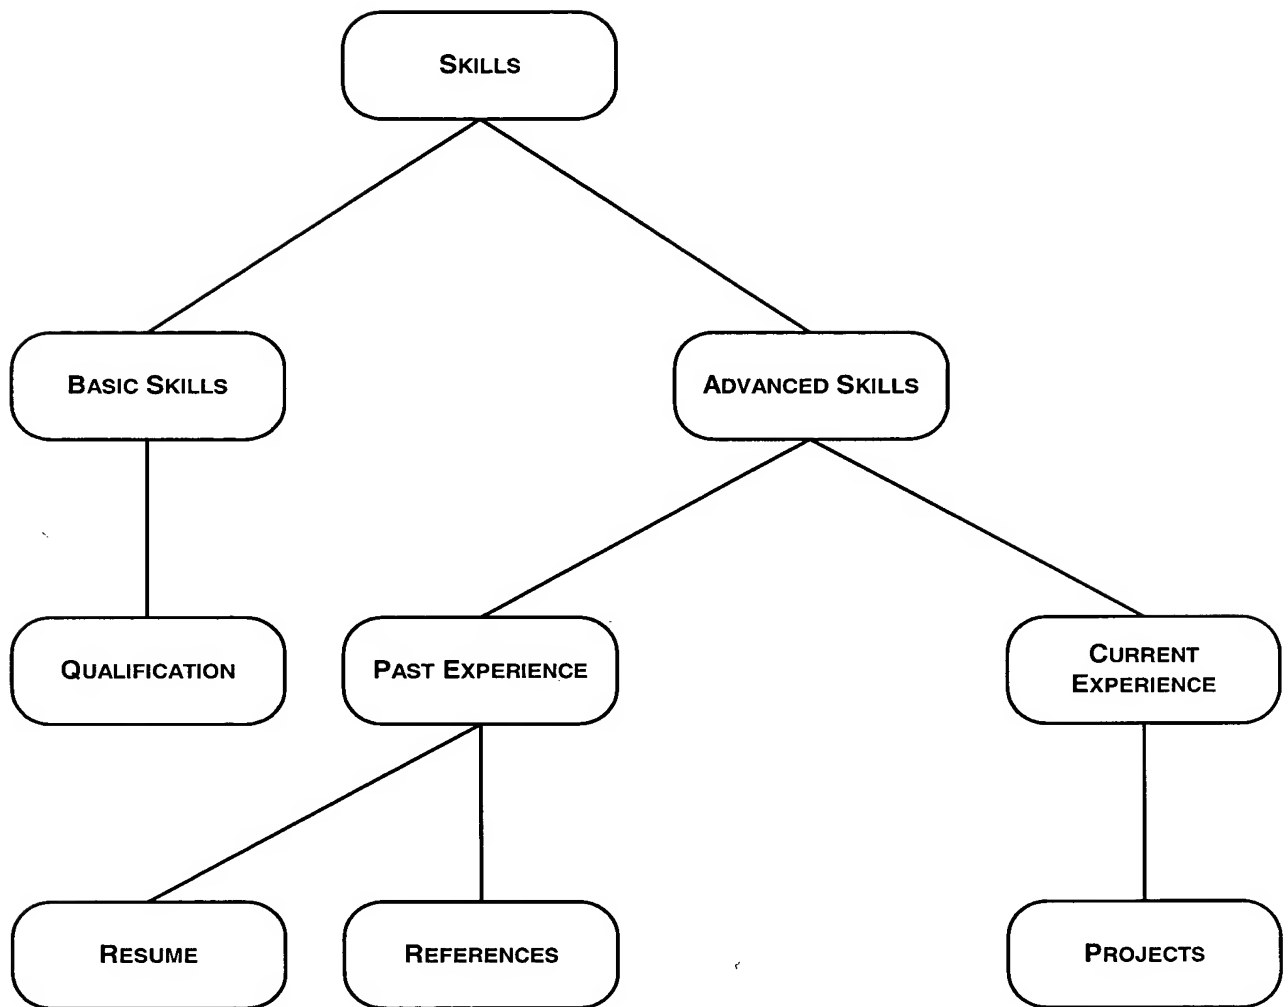 SKILLS
BASIC SKILLS
ADVANCED SKILLS
QUALIFICATION
PAST EXPERIENCE
CURRENT
EXPERIENCE
RESUME
REFERENCES
PROJECTS